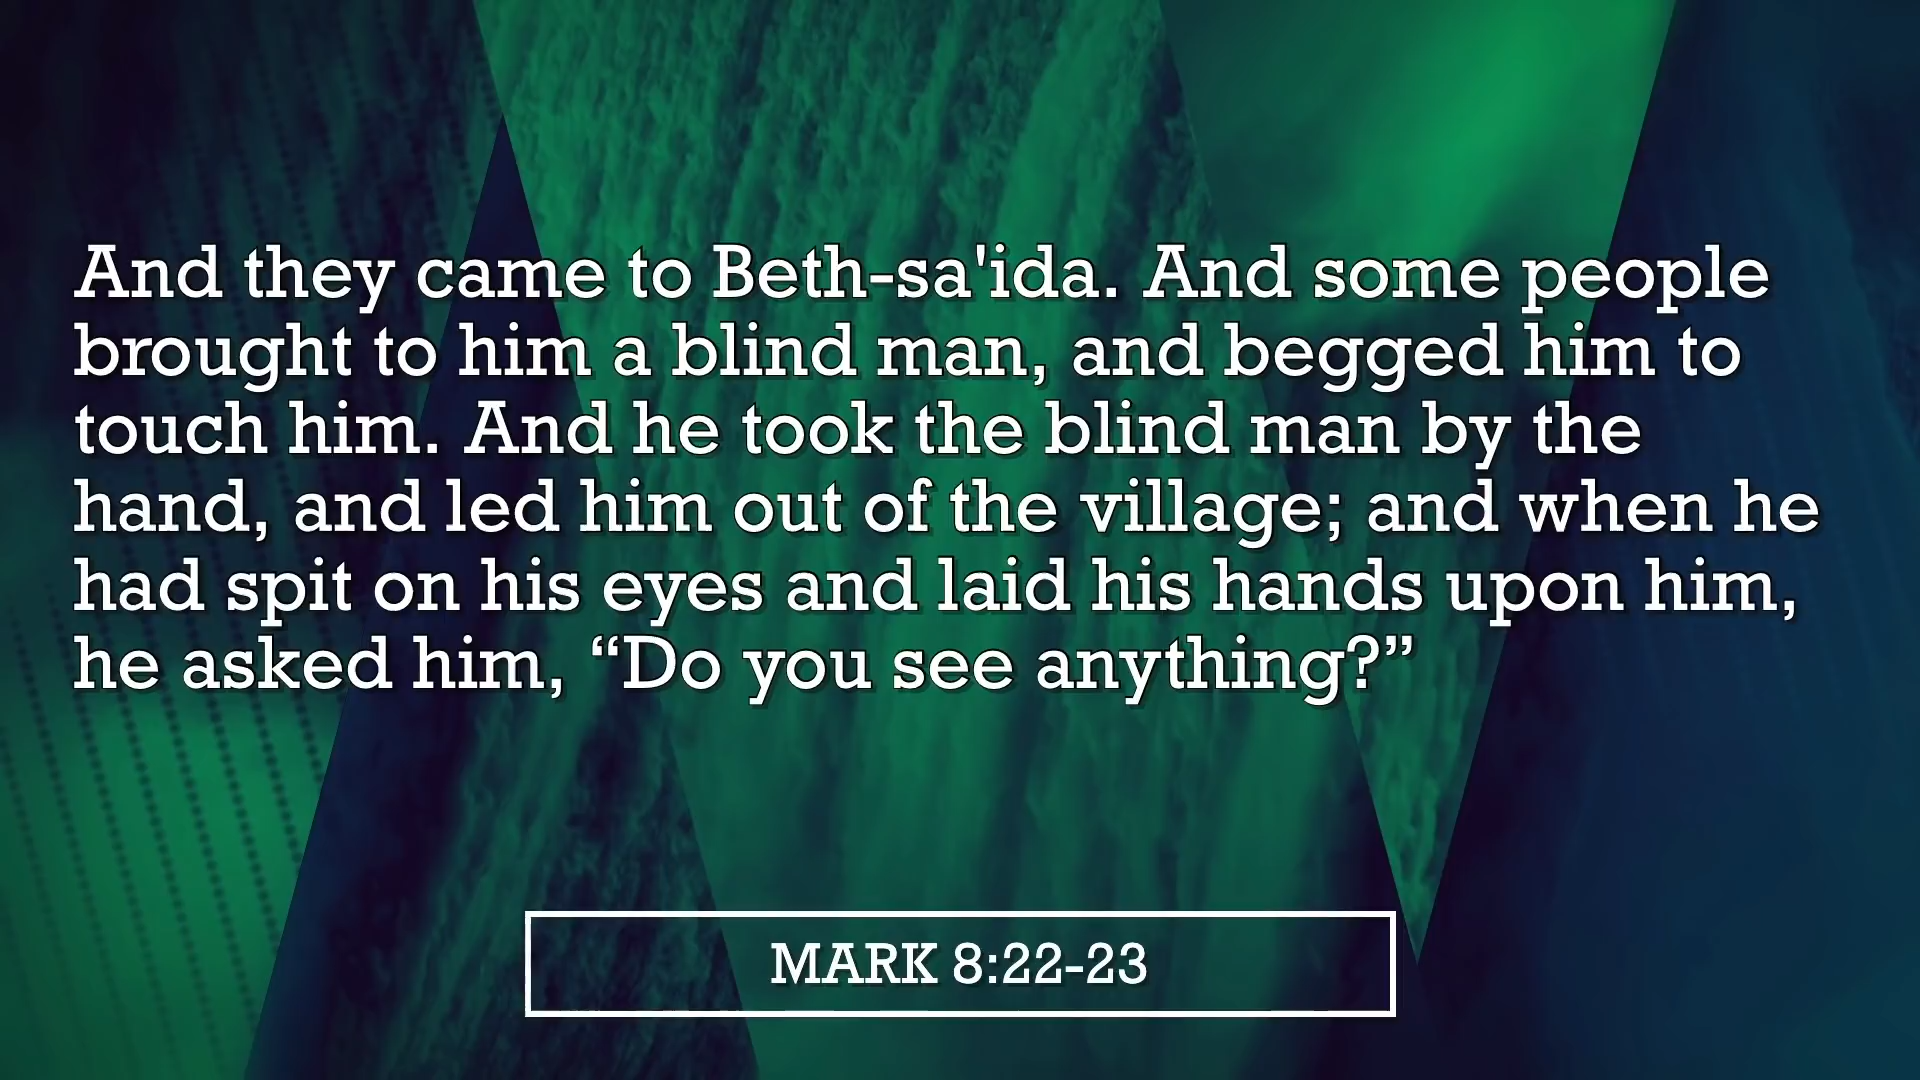 And they came to Beth-sa'ida. And some people
brought to him a blind man, and begged him to
touch him. And he took the blind man by the
hand, and led him out of the village; and when he
had spit on his eyes and laid his hands upon him,
he asked him, “Do you see anything?”
MARK 8:22-23